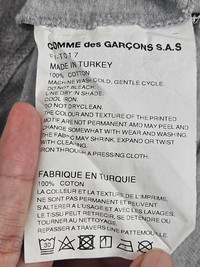 COMME des GARÇONS S.A.S
MADE IN TURKEY
100% COTTON
MACHINE WASH COLD, GENTLE CYCLE.
DO NOT BLEACH.
LINE DRY IN SHADE.
COOL IRON.
DO NOT DRYCLEAN.
THE COLOUR AND TEXTURE OF THE PRINTED
MOTIFS ARE NOT PERMANENT AND MAY PEEL AND
CHANGE SOMEWHAT WITH WEAR AND WASHING.
THE FABRIC MAY SHRINK, EXPAND OR TWIST
WITH CLEANING.
IRON THROUGH A PRESSING CLOTH.
FABRIQUE EN TURQUIE
100% COTON
LA COULEUR ET LA TEXTURE DE L'IMPRIME,
NE SONT PAS PERMANENT ET PEUVENT
S'ALTERER A L'USAGE ET AVEC LES LAVAGES.
LE TISSU PEUT RETRECIR, SE DETENDRE OU
TOURNER APRES NETTOYAGE.
REPASSER A TRAVERS UNE PATTEMOUILLE.
30